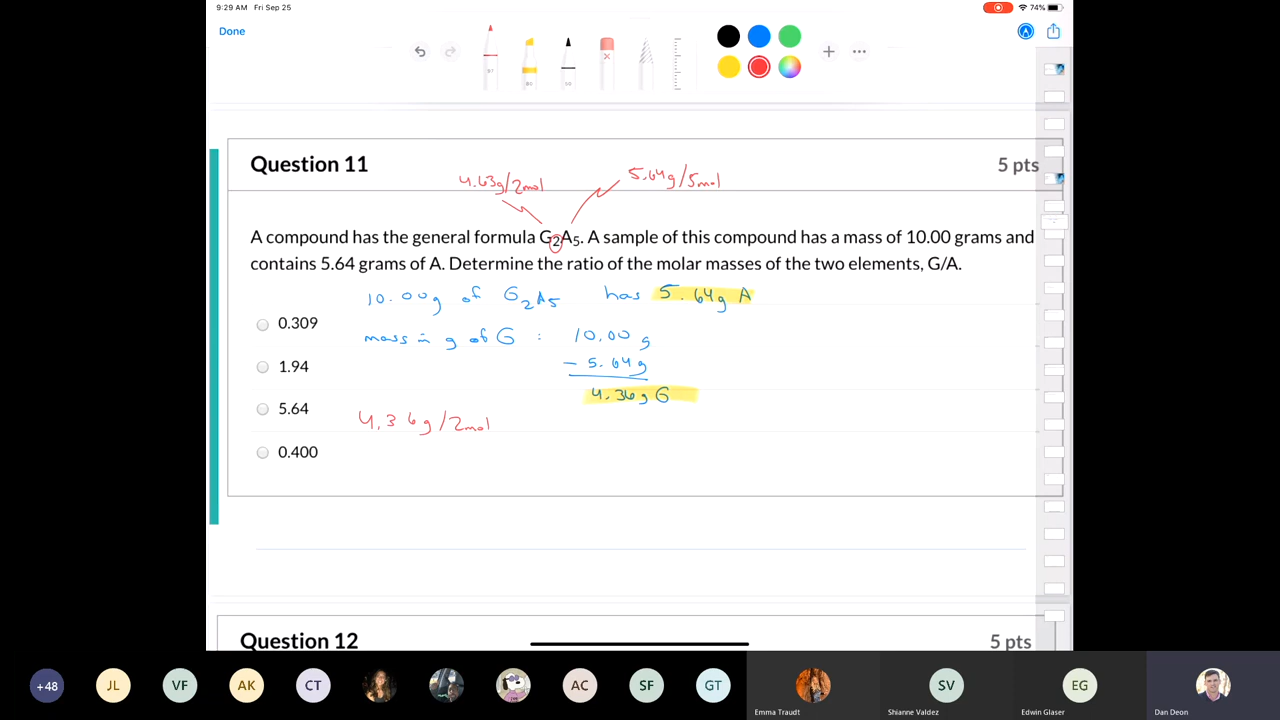 9:29 AM Fri Sep 25
74%
Done
Question 11
5 pts
4.63g/2mol
5.64g/5mol
A compound has the general formula G2A5. A sample of this compound has a mass of 10.00 grams and
contains 5.64 grams of A. Determine the ratio of the molar masses of the two elements, G/A.
10.00g of G2A5 has 5.64g A
0.309
mass in g of G : 10.00 g
- 5.64g
1.94
4.36g G
5.64
4.36g/2mol
0.400
Question 12
5 pts
+48
JL
VF
AK
CT
AC
SF
GT
SV
EG
Emma Traudt
Shianne Valdez
Edwin Glaser
Dan Deon